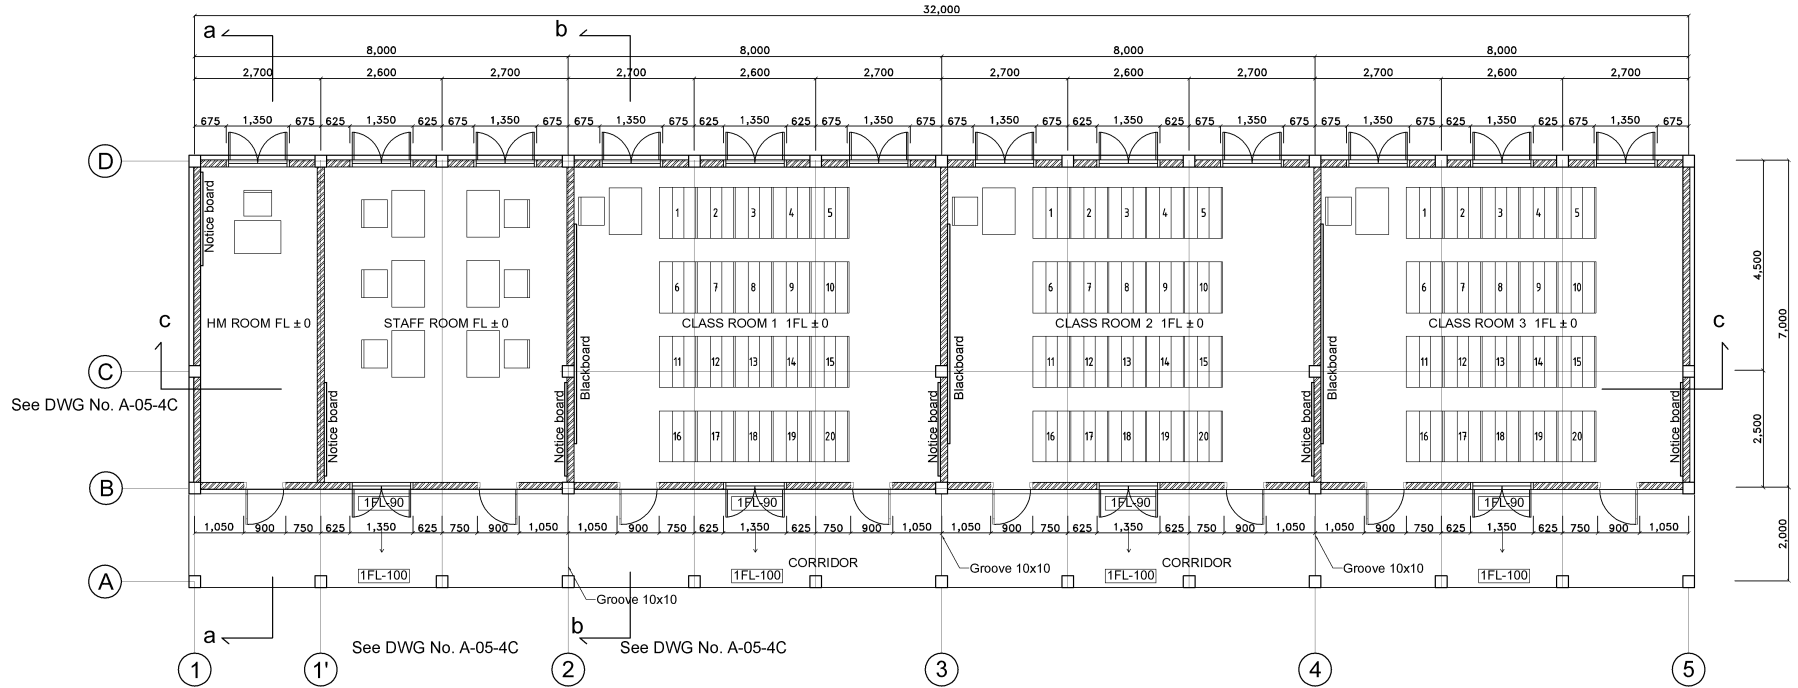 32,000
a b
8,000 8,000 8,000 8,000
2,700 2,600 2,700 2,700 2,600 2,700 2,700 2,600 2,700 2,700 2,600 2,700
675 1,350 675 625 1,350 625 675 1,350 675 675 1,350 675 625 1,350 625 675 1,350 675 675 1,350 675 625 1,350 625 675 1,350 675 675 1,350 675 625 1,350 625 675 1,350 675
D
Notice board
1 2 3 4 5 1 2 3 4 5 1 2 3 4 5
4,500
6 7 8 9 10 6 7 8 9 10 6 7 8 9 10
7,000
c HM ROOM FL ± 0 STAFF ROOM FL ± 0 CLASS ROOM 1 1FL ± 0 CLASS ROOM 2 1FL ± 0 CLASS ROOM 3 1FL ± 0 c
Blackboard Blackboard Blackboard
11 12 13 14 15 11 12 13 14 15 11 12 13 14 15
C
See DWG No. A-05-4C
Notice board Notice board Notice board Notice board Notice board
2,500
16 17 18 19 20 16 17 18 19 20 16 17 18 19 20
B
1FL-90 1FL-90 1FL-90 1FL-90
1,050 900 750 625 1,350 625 750 900 1,050 1,050 900 750 625 1,350 625 750 900 1,050 1,050 900 750 625 1,350 625 750 900 1,050 1,050 900 750 625 1,350 625 750 900 1,050
2,000
CORRIDOR CORRIDOR
Groove 10x10 Groove 10x10
A 1FL-100 1FL-100 1FL-100 1FL-100
Groove 10x10
a b
See DWG No. A-05-4C See DWG No. A-05-4C
1 1' 2 3 4 5